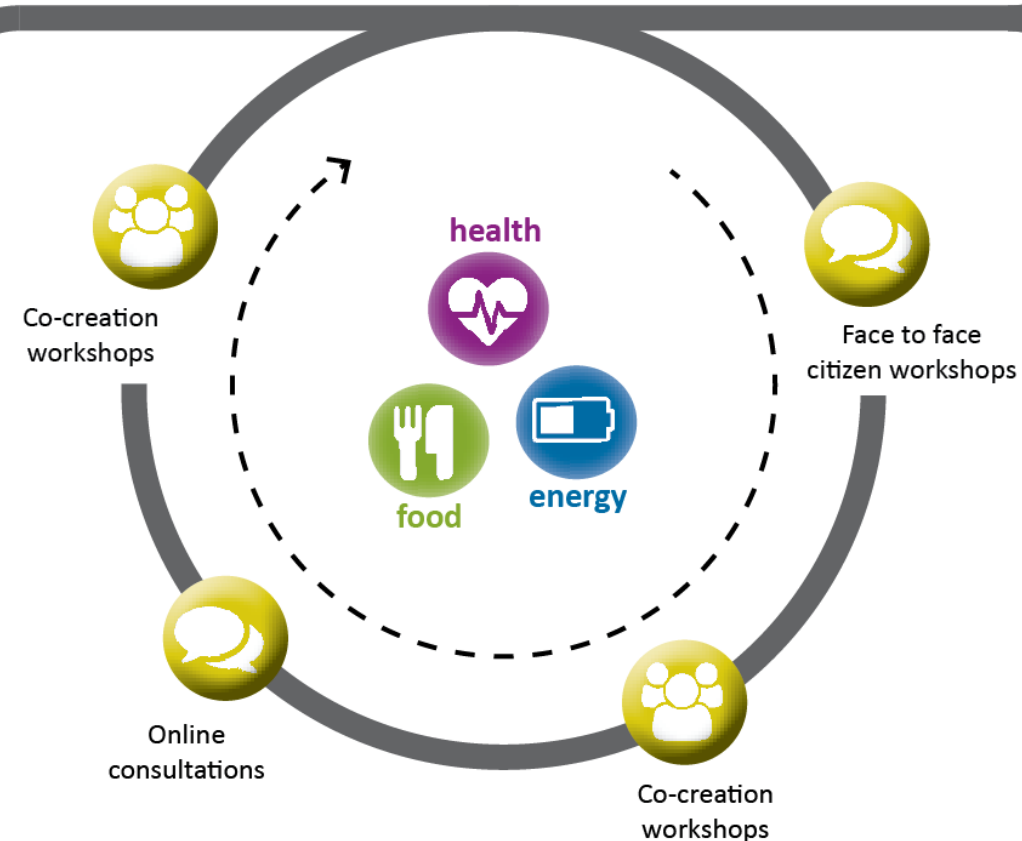 health
Co-creation
workshops
Face to face
citizen workshops
food
energy
Online
consultations
Co-creation
workshops